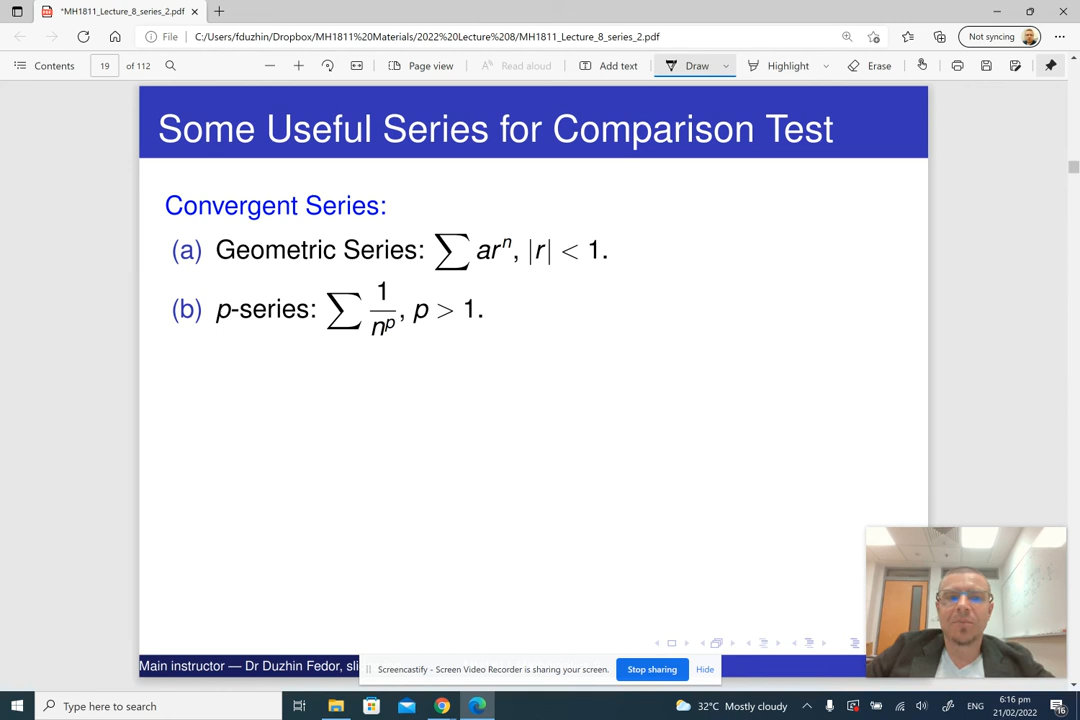 *MH1811_Lecture_8_series_2.pdf
File C:/Users/fduzhin/Dropbox/MH1811%20Materials/2022%20Lecture%208/MH1811_Lecture_8_series_2.pdf Not syncing
Contents 19 of 112 Page view Read aloud Add text Draw Highlight Erase
Some Useful Series for Comparison Test
Convergent Series:
(a) Geometric Series: ∑ arⁿ, |r| < 1.
(b) p-series: ∑ 1/nᵖ, p > 1.
Main instructor — Dr Duzhin Fedor, sli
Screencastify - Screen Video Recorder is sharing your screen. Stop sharing Hide
Type here to search 32°C Mostly cloudy ENG 6:16 pm
21/02/2022 16